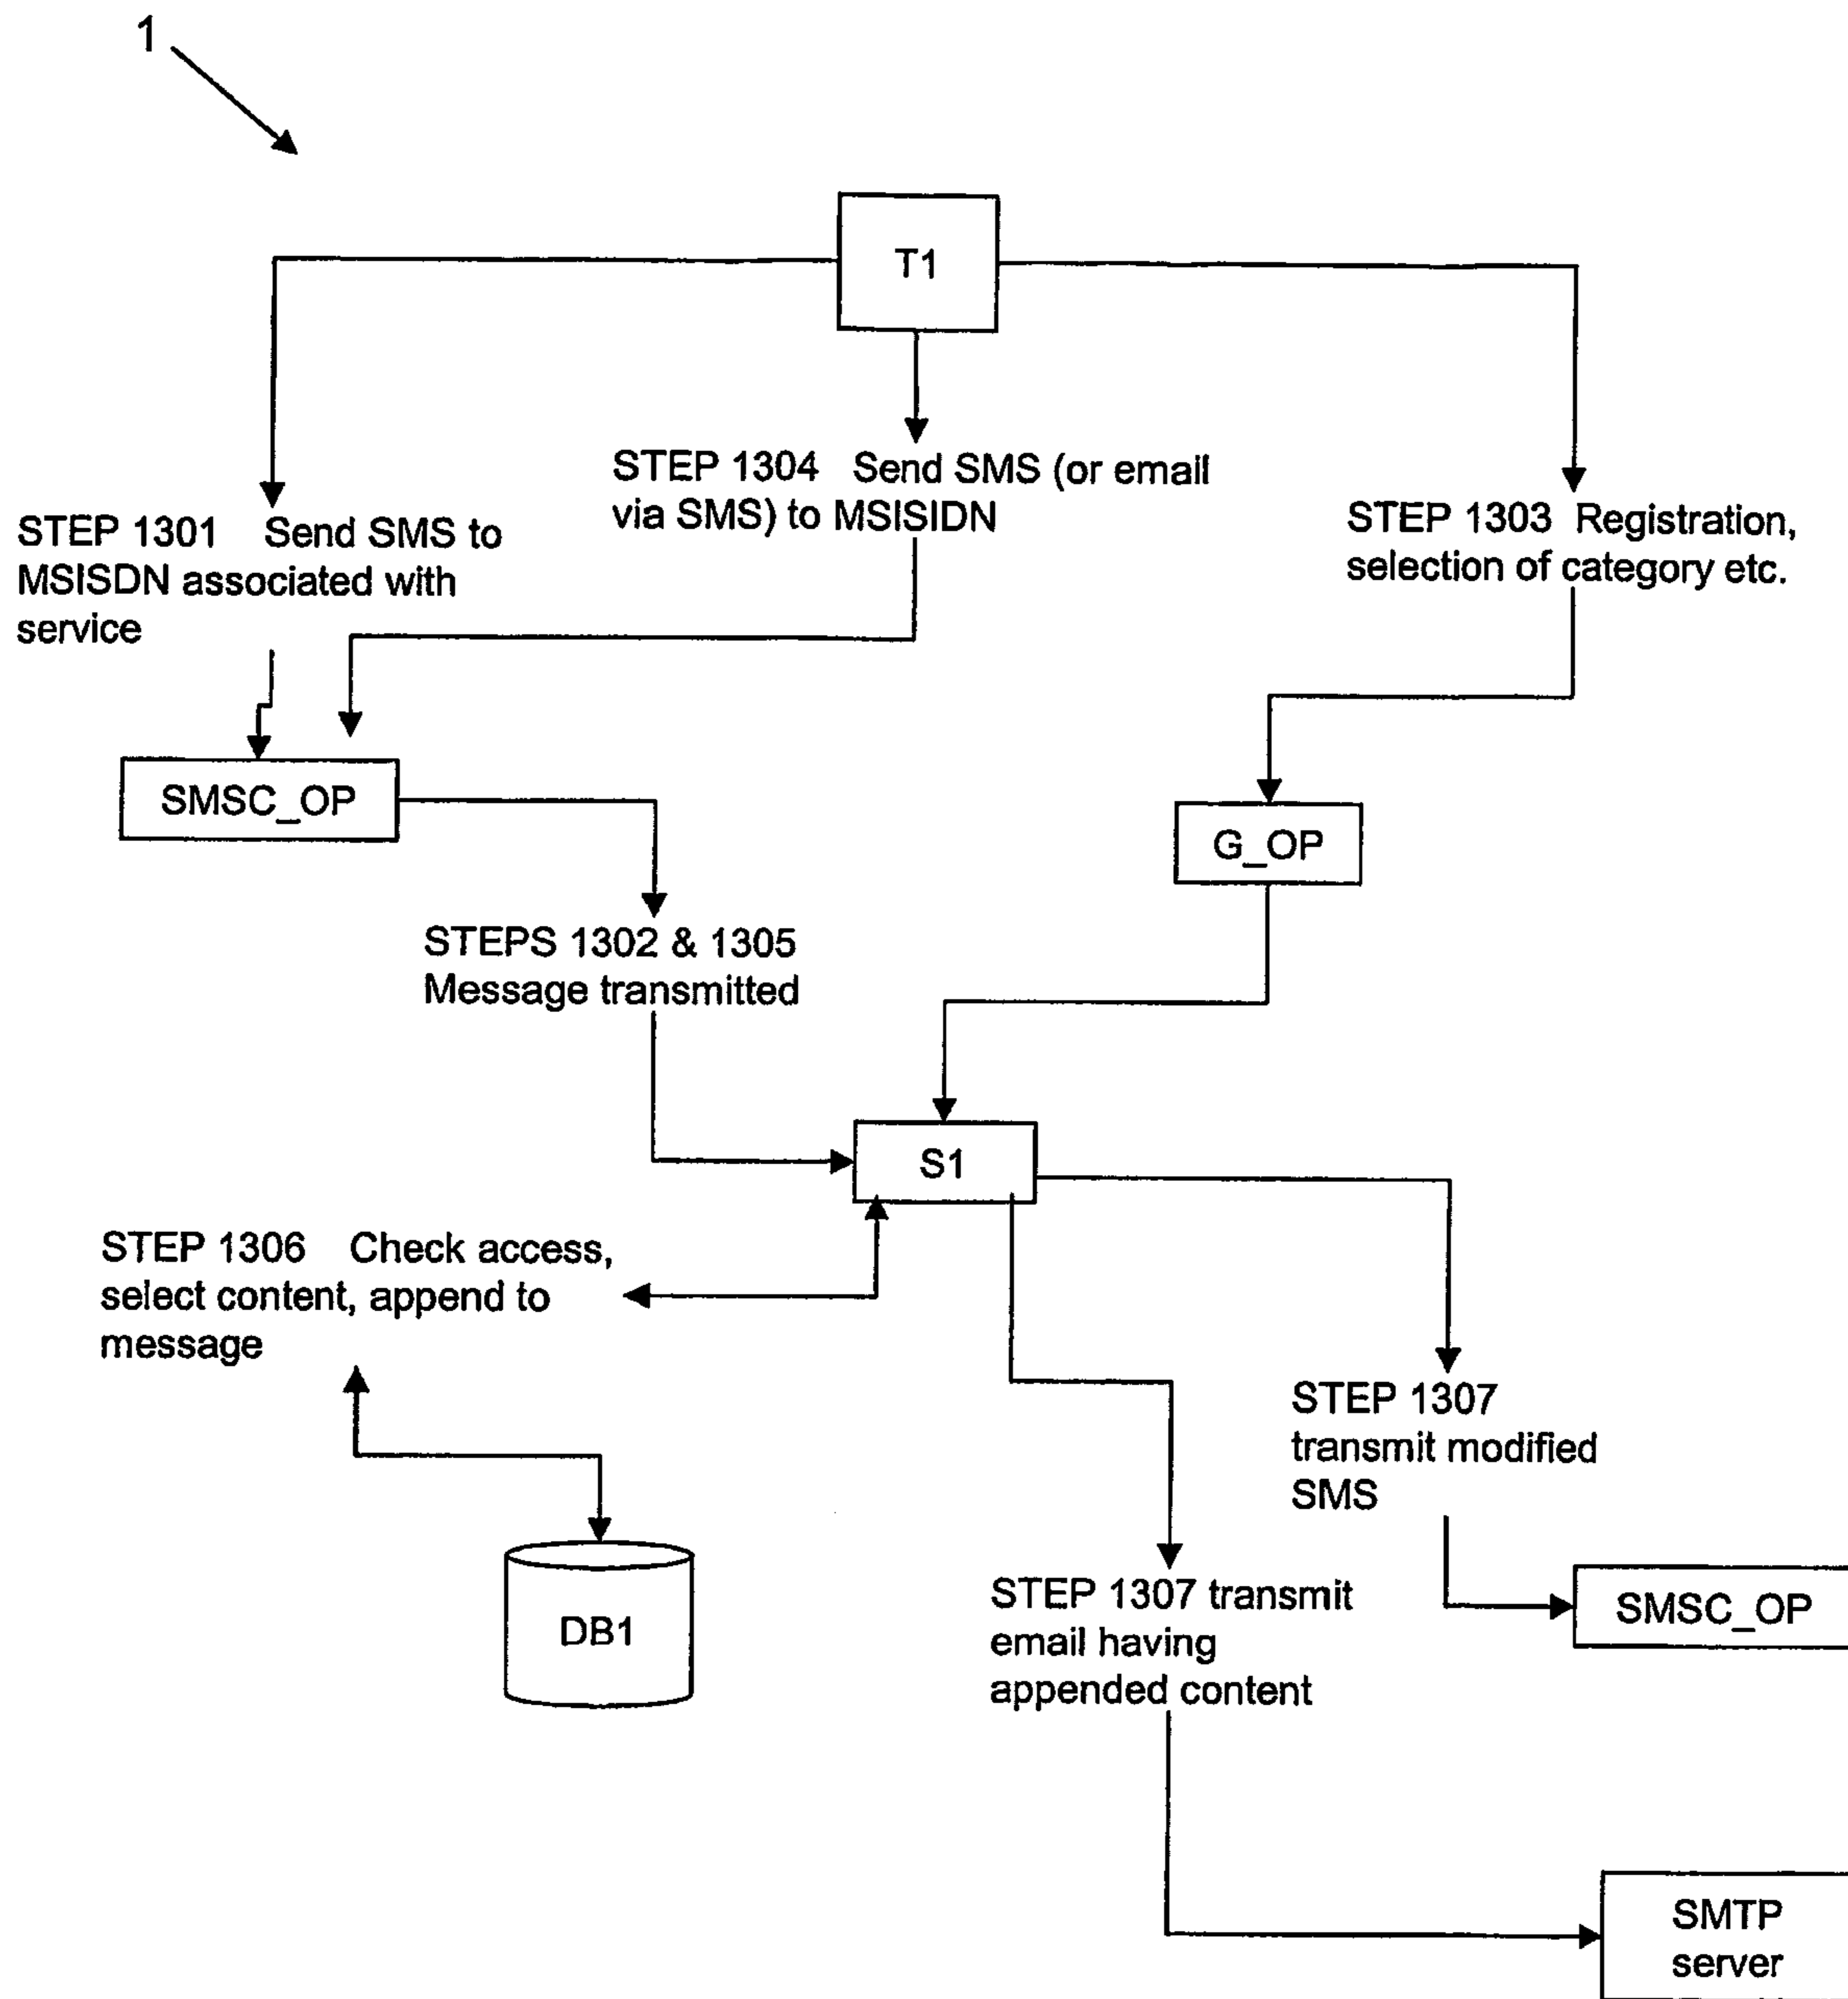 1
T1
STEP 1304 Send SMS (or email
via SMS) to MSISIDN
STEP 1301 Send SMS to
MSISDN associated with
service
STEP 1303 Registration,
selection of category etc.
SMSC_OP
G_OP
STEPS 1302 & 1305
Message transmitted
S1
STEP 1306 Check access,
select content, append to
message
STEP 1307
transmit modified
SMS
DB1
STEP 1307 transmit
email having
appended content
SMSC_OP
SMTP
server